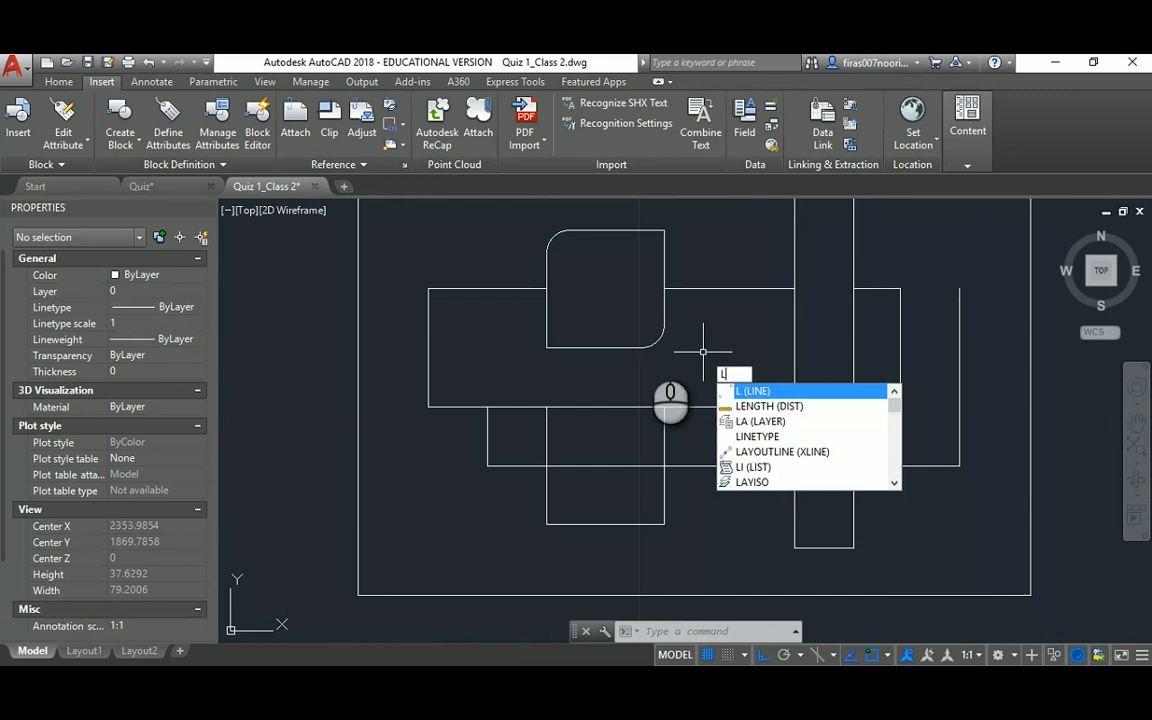 Autodesk AutoCAD 2018 - EDUCATIONAL VERSION Quiz 1_Class 2.dwg
Type a keyword or phrase
firas007noori...
Home Insert Annotate Parametric View Manage Output Add-ins A360 Express Tools Featured Apps
Insert
Edit Attribute
Create Block
Define Attributes
Manage Attributes
Block Editor
Attach
Clip
Adjust
Autodesk ReCap
Attach
PDF Import
Recognize SHX Text
Recognition Settings
Combine Text
Field
Data Link
Set Location
Content
Block
Block Definition
Reference
Point Cloud
Import
Data
Linking & Extraction
Location
Start
Quiz*
Quiz 1_Class 2*
PROPERTIES
[−][Top][2D Wireframe]
No selection
General
Color ByLayer
Layer 0
Linetype ByLayer
Linetype scale 1
Lineweight ByLayer
Transparency ByLayer
Thickness 0
3D Visualization
Material ByLayer
Plot style
Plot style ByColor
Plot style table None
Plot table attac... Model
Plot table type Not available
View
Center X 2353.9854
Center Y 1869.7858
Center Z 0
Height 37.6292
Width 79.2006
Misc
Annotation sc... 1:1
N
W TOP E
S
WCS
L
L (LINE)
LENGTH (DIST)
LA (LAYER)
LINETYPE
LAYOUTLINE (XLINE)
LI (LIST)
LAYISO
Y
X
Type a command
Model Layout1 Layout2
MODEL
1:1